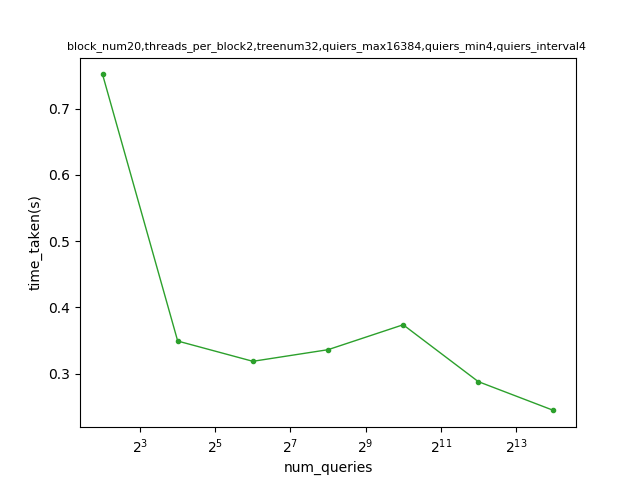 block_num20,threads_per_block2,treenum32,quiers_max16384,quiers_min4,quiers_interval4
0.7
0.6
0.5
0.4
0.3
time_taken(s)
2^3 2^5 2^7 2^9 2^11 2^13
num_queries